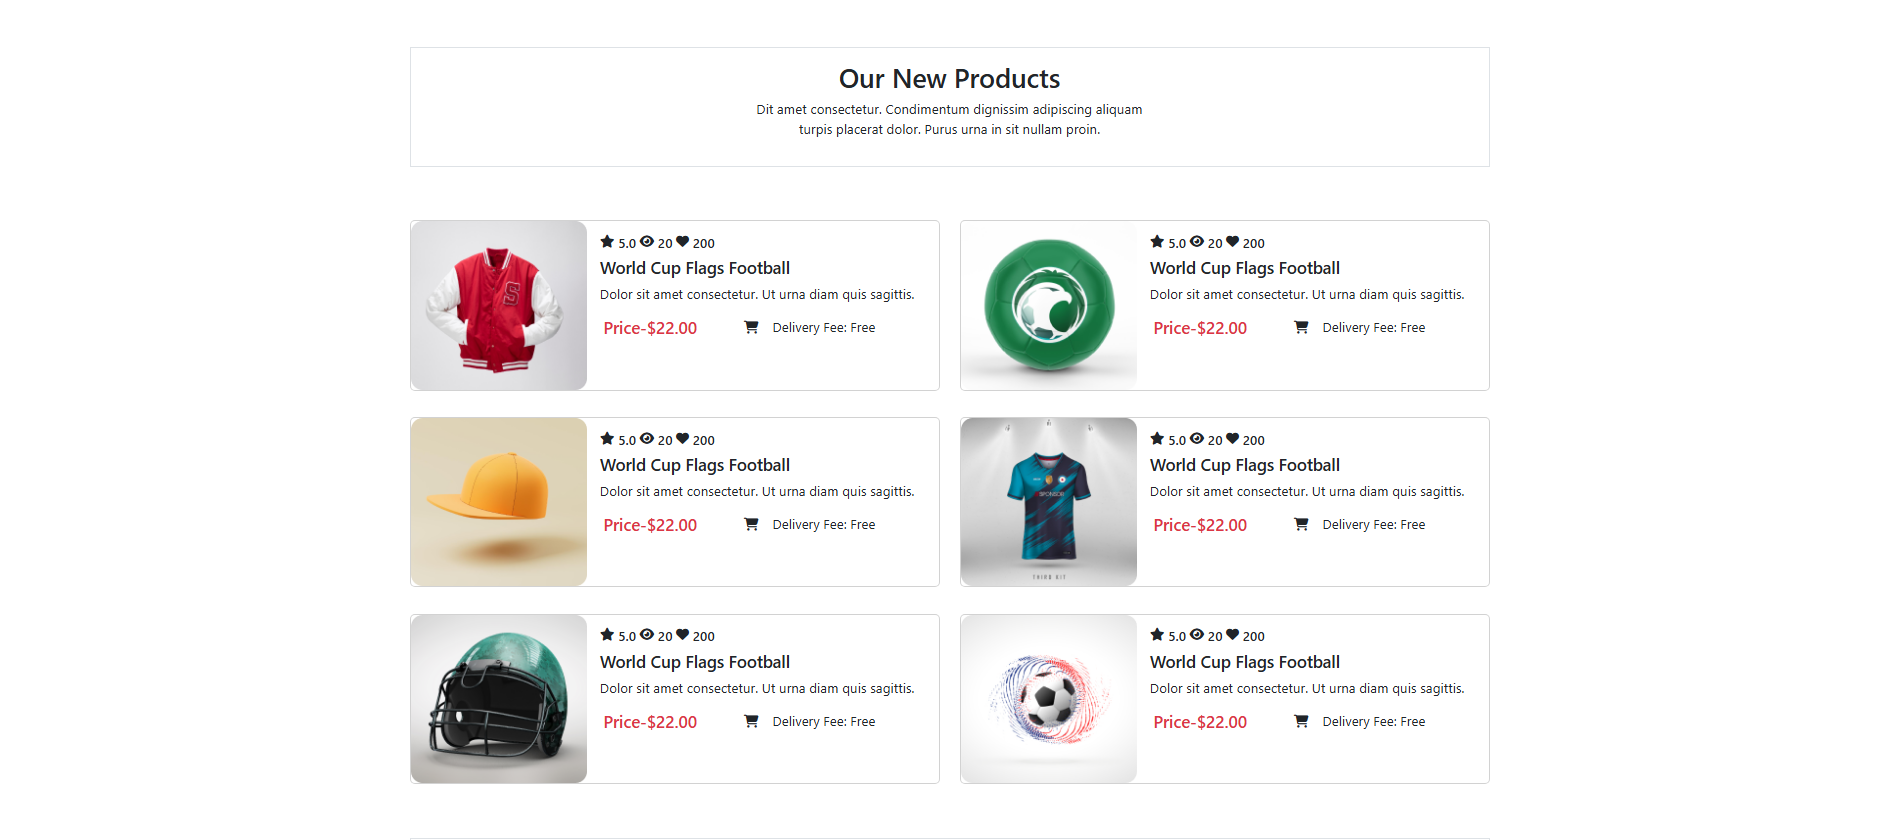 Our New Products
Dit amet consectetur. Condimentum dignissim adipiscing aliquam
turpis placerat dolor. Purus urna in sit nullam proin.
S
5.0 20 200
World Cup Flags Football
Dolor sit amet consectetur. Ut urna diam quis sagittis.
Price-$22.00 Delivery Fee: Free
5.0 20 200
World Cup Flags Football
Dolor sit amet consectetur. Ut urna diam quis sagittis.
Price-$22.00 Delivery Fee: Free
5.0 20 200
World Cup Flags Football
Dolor sit amet consectetur. Ut urna diam quis sagittis.
Price-$22.00 Delivery Fee: Free
SPONSOR
THIRD KIT
5.0 20 200
World Cup Flags Football
Dolor sit amet consectetur. Ut urna diam quis sagittis.
Price-$22.00 Delivery Fee: Free
5.0 20 200
World Cup Flags Football
Dolor sit amet consectetur. Ut urna diam quis sagittis.
Price-$22.00 Delivery Fee: Free
5.0 20 200
World Cup Flags Football
Dolor sit amet consectetur. Ut urna diam quis sagittis.
Price-$22.00 Delivery Fee: Free